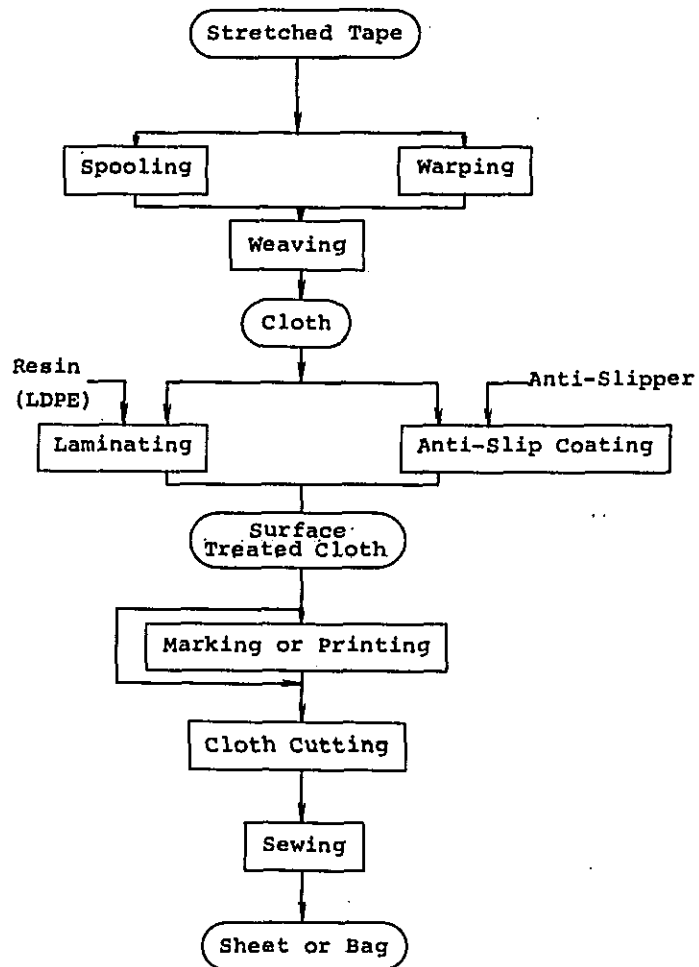 Stretched Tape
Spooling
Warping
Weaving
Cloth
Resin
(LDPE)
Anti-Slipper
Laminating
Anti-Slip Coating
Surface
Treated Cloth
Marking or Printing
Cloth Cutting
Sewing
Sheet or Bag